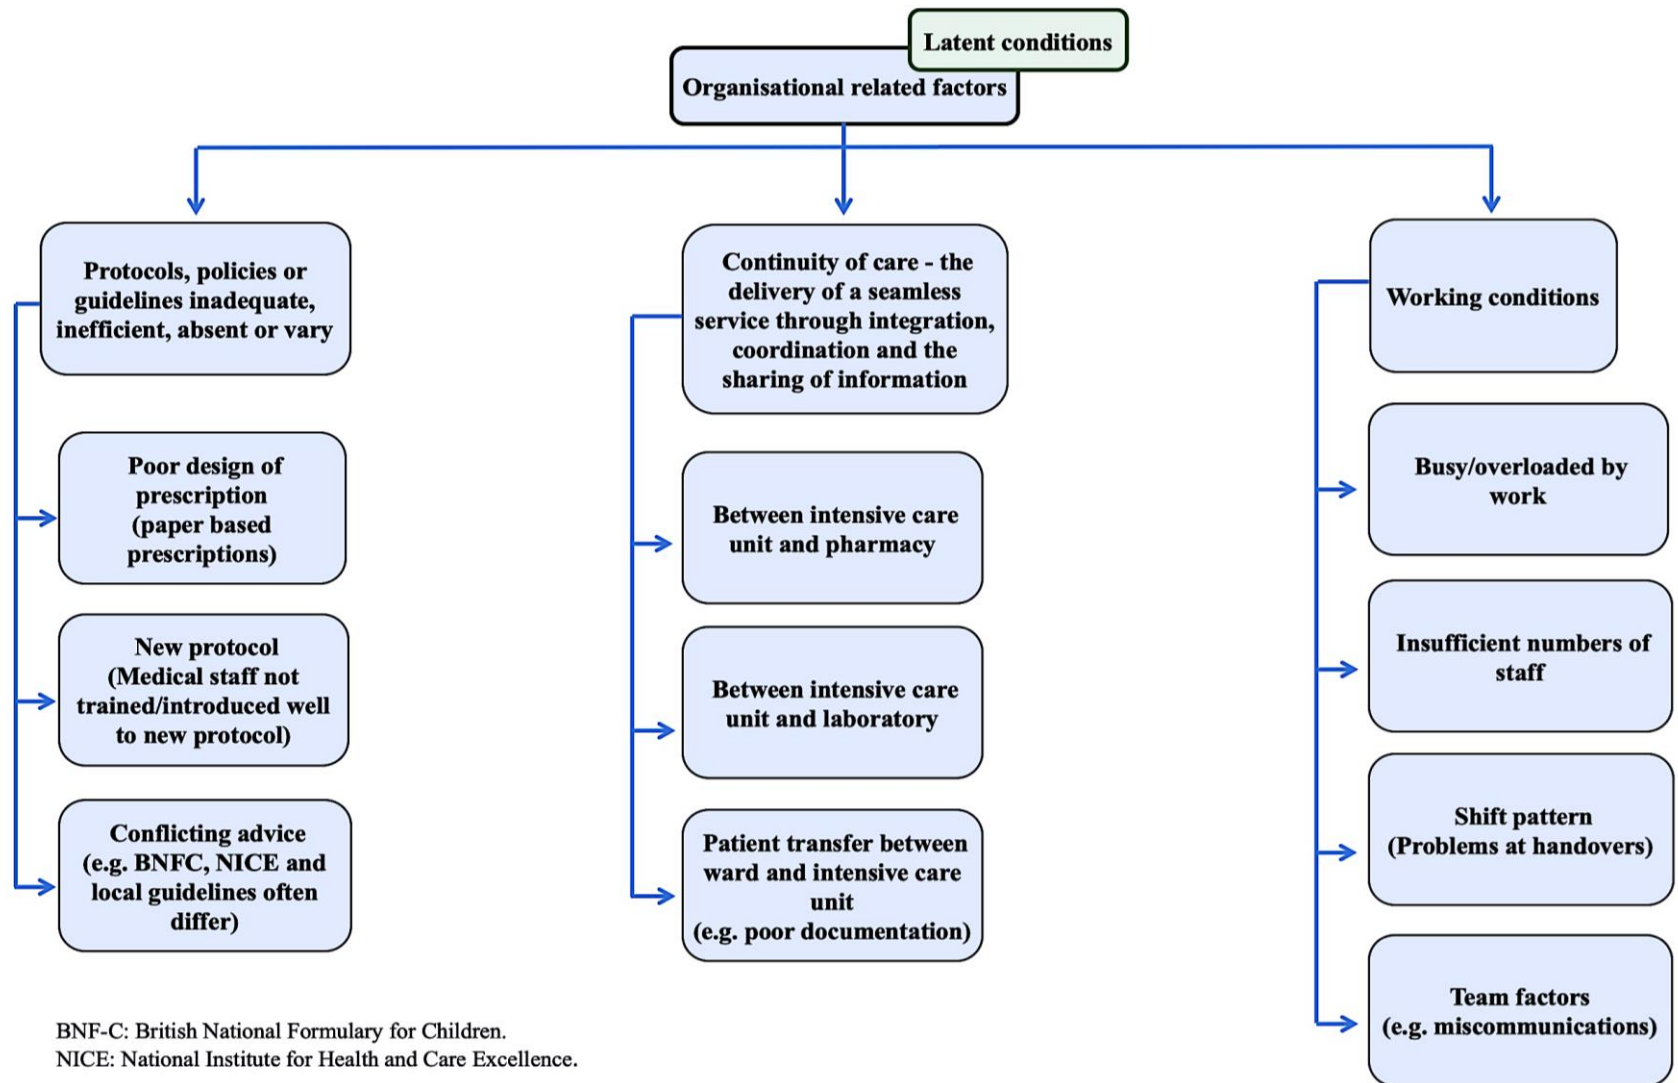 Latent conditions
Organisational related factors
Protocols, policies or
guidelines inadequate,
inefficient, absent or vary
Poor design of
prescription
(paper based
prescriptions)
New protocol
(Medical staff not
trained/introduced well
to new protocol)
Conflicting advice
(e.g. BNFC, NICE and
local guidelines often
differ)
Continuity of care - the
delivery of a seamless
service through integration,
coordination and the
sharing of information
Between intensive care
unit and pharmacy
Between intensive care
unit and laboratory
Patient transfer between
ward and intensive care
unit
(e.g. poor documentation)
Working conditions
Busy/overloaded by
work
Insufficient numbers of
staff
Shift pattern
(Problems at handovers)
Team factors
(e.g. miscommunications)
BNF-C: British National Formulary for Children.
NICE: National Institute for Health and Care Excellence.